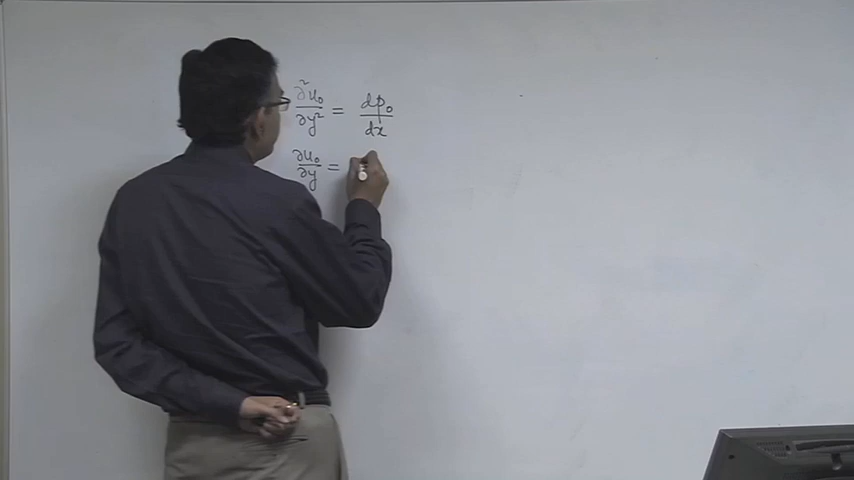 ∂²u₀/∂y² = dp₀/dx
∂u₀/∂y =